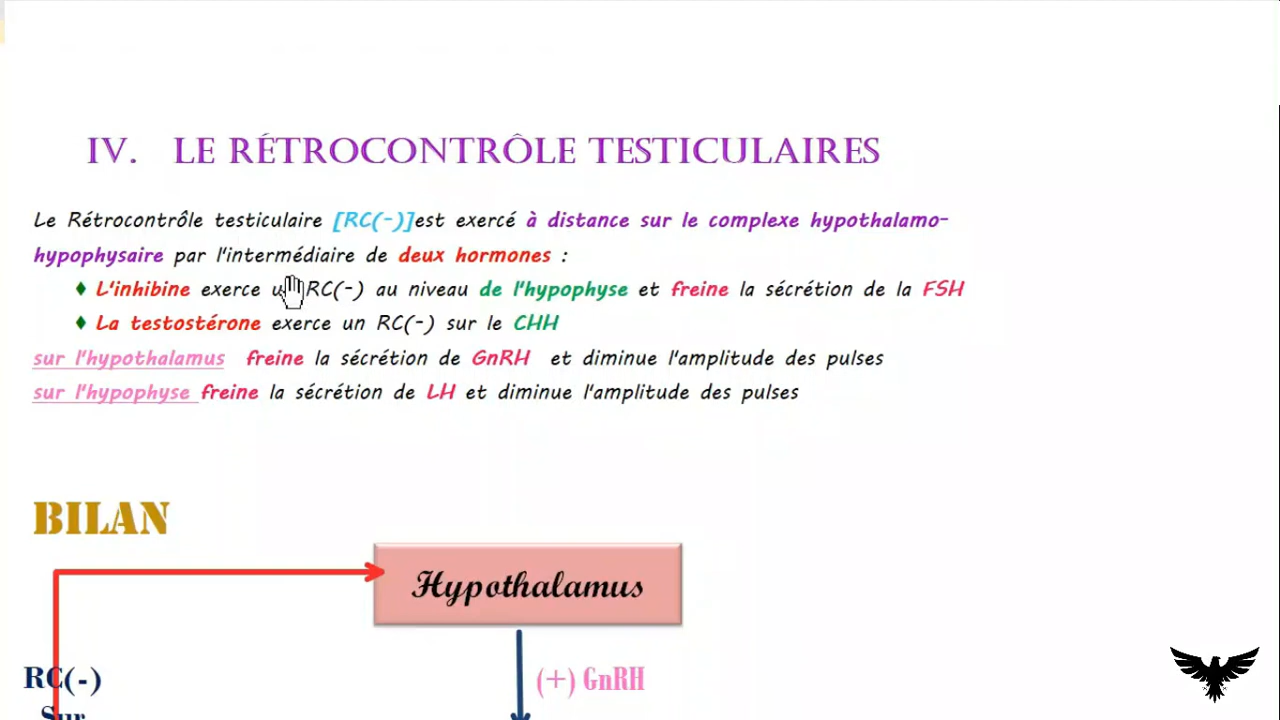 IV. LE RÉTROCONTRÔLE TESTICULAIRES
Le Rétrocontrôle testiculaire [RC(-)]est exercé à distance sur le complexe hypothalamo-
hypophysaire par l'intermédiaire de deux hormones :
♦ L'inhibine exerce RC(-) au niveau de l'hypophyse et freine la sécrétion de la FSH
♦ La testostérone exerce un RC(-) sur le CHH
sur l'hypothalamus freine la sécrétion de GnRH et diminue l'amplitude des pulses
sur l'hypophyse freine la sécrétion de LH et diminue l'amplitude des pulses
BILAN
Hypothalamus
RC(-)
(+) GnRH
Sur